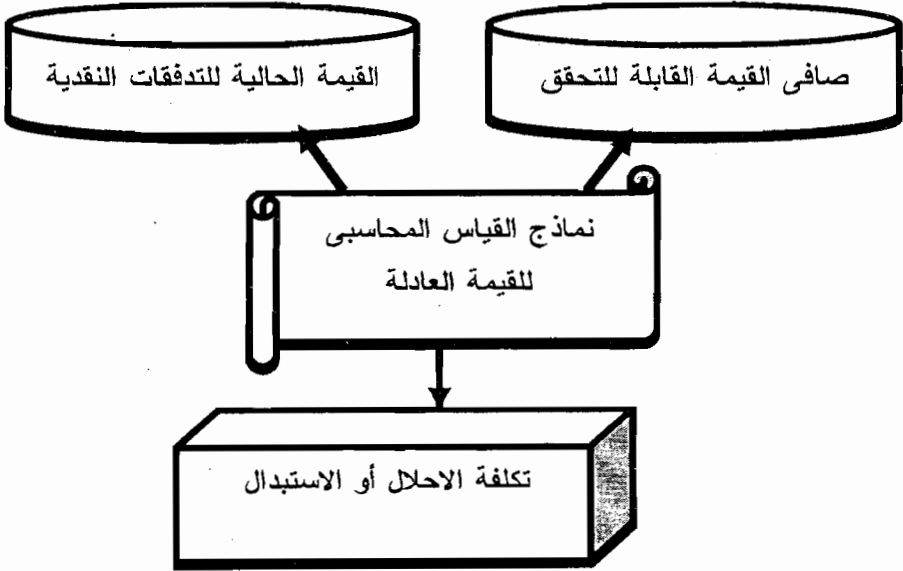 صافى القيمة القابلة للتحقق
القيمة الحالية للتدفقات النقدية
نماذج القياس المحاسبى
للقيمة العادلة
تكلفة الاحلال أو الاستبدال